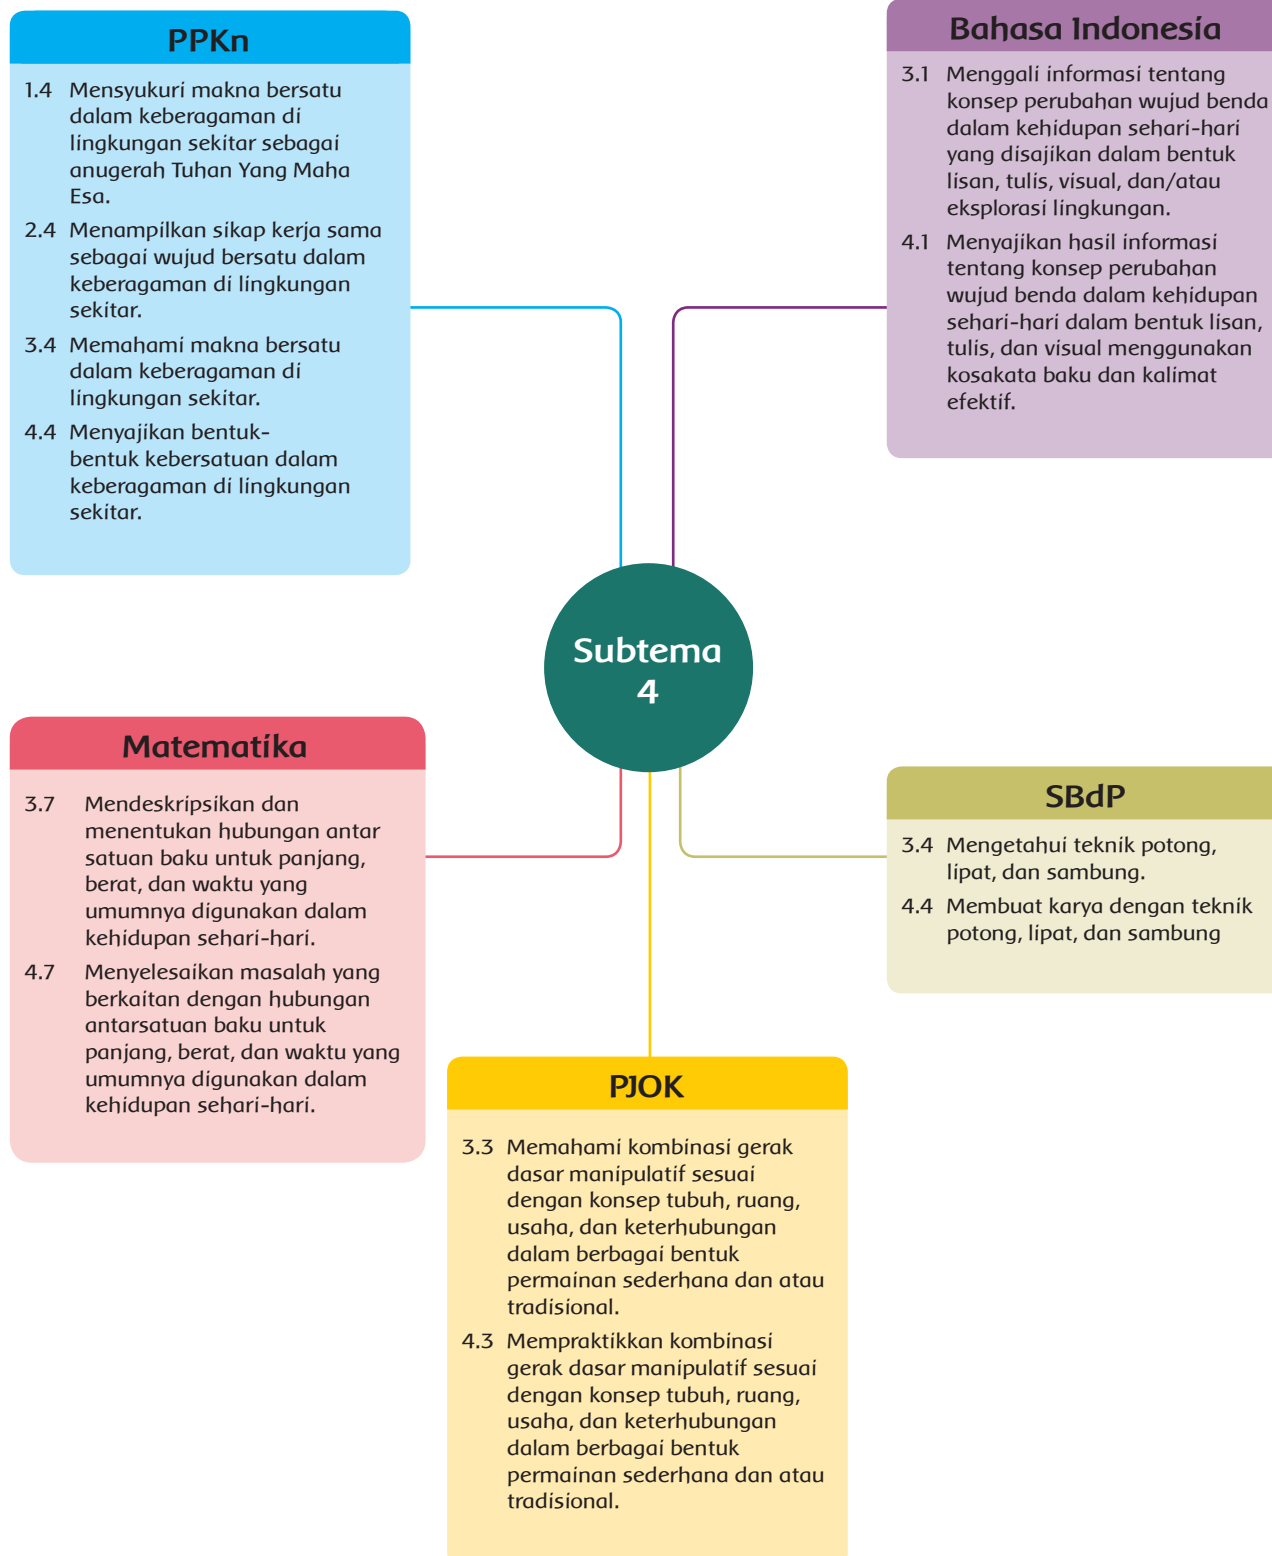 PPKn
1.4 Mensyukuri makna bersatu
dalam keberagaman di
lingkungan sekitar sebagai
anugerah Tuhan Yang Maha
Esa.
2.4 Menampilkan sikap kerja sama
sebagai wujud bersatu dalam
keberagaman di lingkungan
sekitar.
3.4 Memahami makna bersatu
dalam keberagaman di
lingkungan sekitar.
4.4 Menyajikan bentuk-
bentuk kebersatuan dalam
keberagaman di lingkungan
sekitar.
Bahasa Indonesia
3.1 Menggali informasi tentang
konsep perubahan wujud benda
dalam kehidupan sehari-hari
yang disajikan dalam bentuk
lisan, tulis, visual, dan/atau
eksplorasi lingkungan.
4.1 Menyajikan hasil informasi
tentang konsep perubahan
wujud benda dalam kehidupan
sehari-hari dalam bentuk lisan,
tulis, dan visual menggunakan
kosakata baku dan kalimat
efektif.
Subtema
4
Matematika
3.7 Mendeskripsikan dan
menentukan hubungan antar
satuan baku untuk panjang,
berat, dan waktu yang
umumnya digunakan dalam
kehidupan sehari-hari.
4.7 Menyelesaikan masalah yang
berkaitan dengan hubungan
antarsatuan baku untuk
panjang, berat, dan waktu yang
umumnya digunakan dalam
kehidupan sehari-hari.
SBdP
3.4 Mengetahui teknik potong,
lipat, dan sambung.
4.4 Membuat karya dengan teknik
potong, lipat, dan sambung
PJOK
3.3 Memahami kombinasi gerak
dasar manipulatif sesuai
dengan konsep tubuh, ruang,
usaha, dan keterhubungan
dalam berbagai bentuk
permainan sederhana dan atau
tradisional.
4.3 Mempraktikkan kombinasi
gerak dasar manipulatif sesuai
dengan konsep tubuh, ruang,
usaha, dan keterhubungan
dalam berbagai bentuk
permainan sederhana dan atau
tradisional.